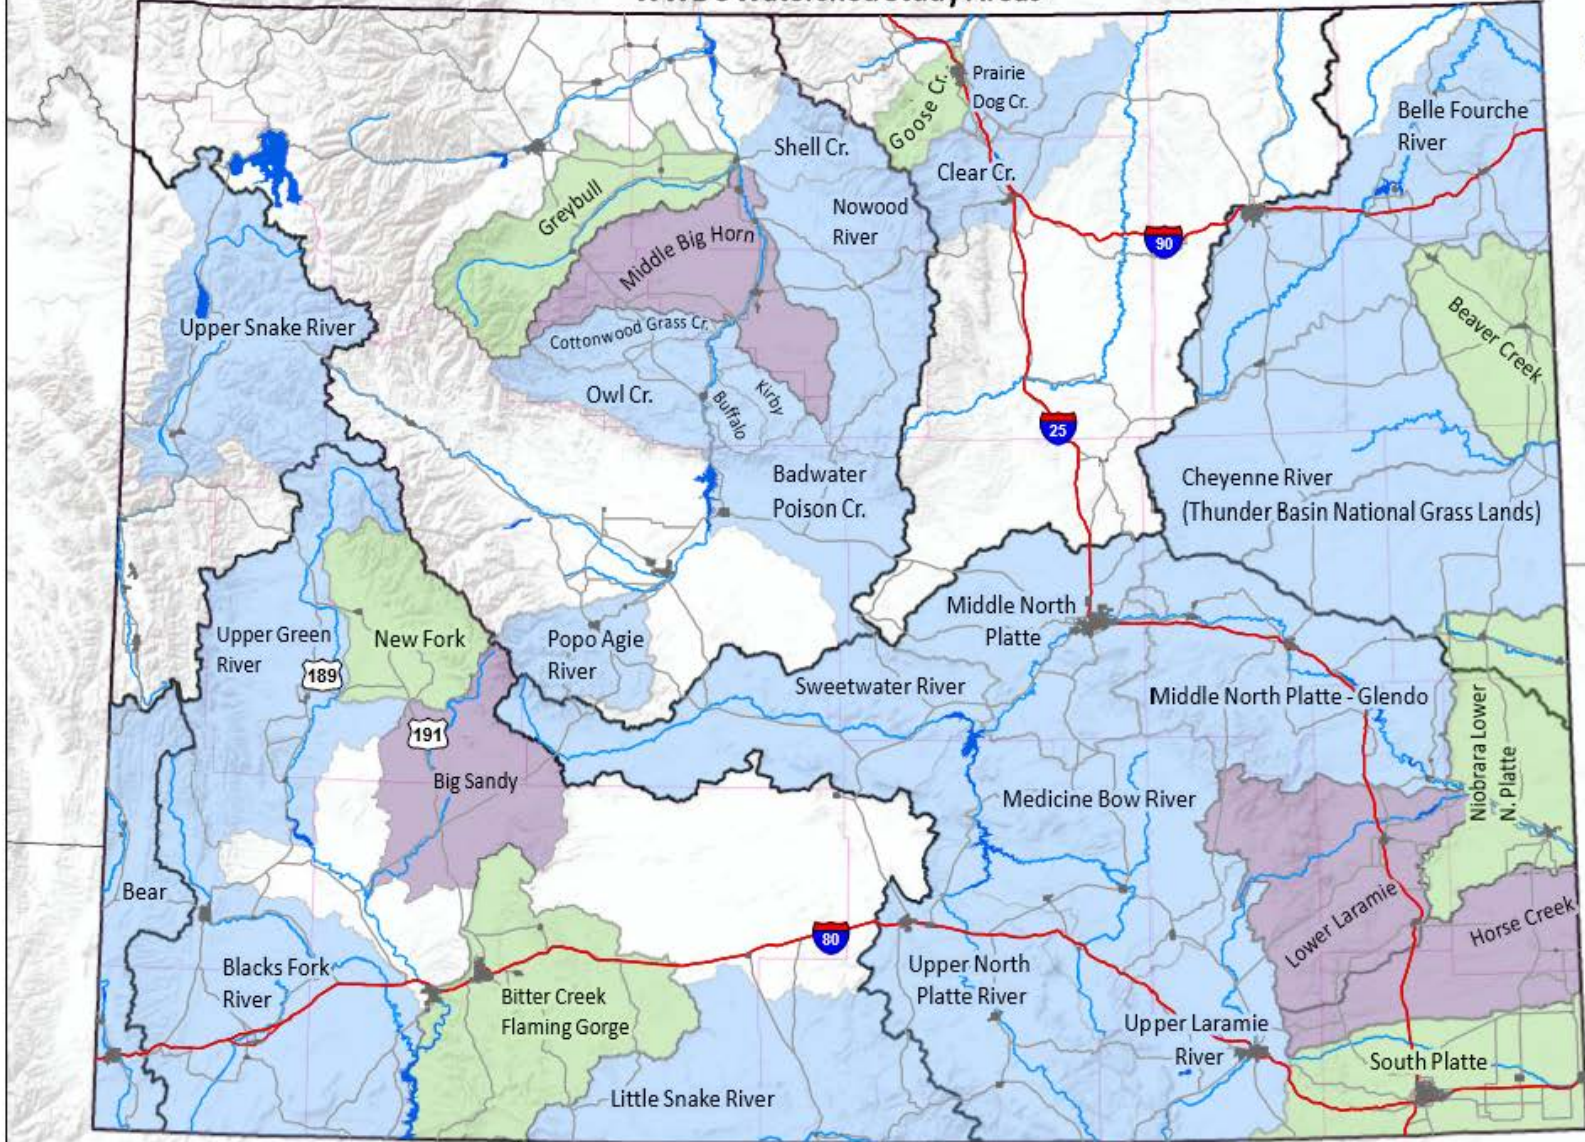 WWDC Watershed Study Areas
Prairie
Dog Cr.
Goose Cr.
Belle Fourche
River
Shell Cr.
Clear Cr.
Greybull
Nowood
River
Middle Big Horn
90
Upper Snake River
Cottonwood Grass Cr.
Beaver Creek
Owl Cr.
Buffalo
Kirby
25
Badwater
Poison Cr.
Cheyenne River
(Thunder Basin National Grass Lands)
Middle North
Platte
Upper Green
River
New Fork
Popo Agie
River
189
Sweetwater River
Middle North Platte - Glendo
191
Niobrara Lower
N. Platte
Big Sandy
Medicine Bow River
Bear
Lower Laramie
Horse Creek
80
Blacks Fork
River
Upper North
Platte River
Bitter Creek
Flaming Gorge
Upper Laramie
River
South Platte
Little Snake River